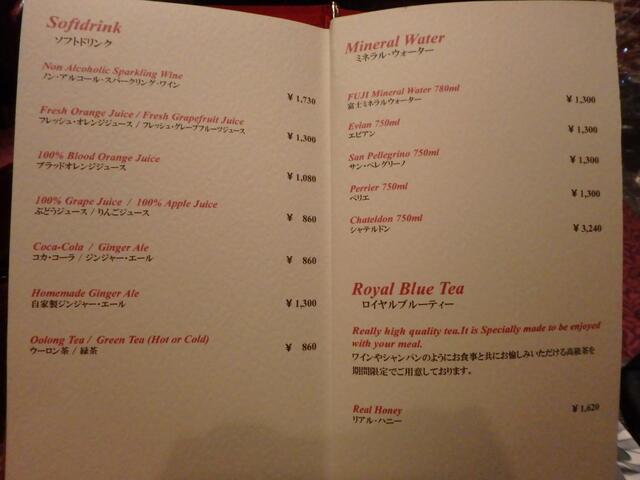 Softdrink
ソフトドリンク
Non Alcoholic Sparkling Wine
ノン・アルコール・スパークリング・ワイン
¥ 1,730
Fresh Orange Juice / Fresh Grapefruit Juice
フレッシュ・オレンジジュース / フレッシュ・グレープフルーツジュース
¥ 1,300
100% Blood Orange Juice
ブラッドオレンジジュース
¥ 1,080
100% Grape Juice / 100% Apple Juice
ぶどうジュース / りんごジュース
¥ 860
Coca-Cola / Ginger Ale
コカ・コーラ / ジンジャー・エール
¥ 860
Homemade Ginger Ale
自家製ジンジャー・エール
¥ 1,300
Oolong Tea / Green Tea (Hot or Cold)
ウーロン茶 / 緑茶
¥ 860
Mineral Water
ミネラル・ウォーター
FUJI Mineral Water 780ml
富士ミネラルウォーター
¥ 1,300
Evian 750ml
エビアン
¥ 1,300
San Pellegrino 750ml
サン・ペレグリーノ
¥ 1,300
Perrier 750ml
ペリエ
¥ 1,300
Chateldon 750ml
シャテルドン
¥ 3,240
Royal Blue Tea
ロイヤルブルーティー
Really high quality tea.It is Specially made to be enjoyed
with your meal.
ワインやシャンパンのようにお食事と共にお愉しみいただける高級茶を
期間限定でご用意しております。
Real Honey
リアル・ハニー
¥ 1,620